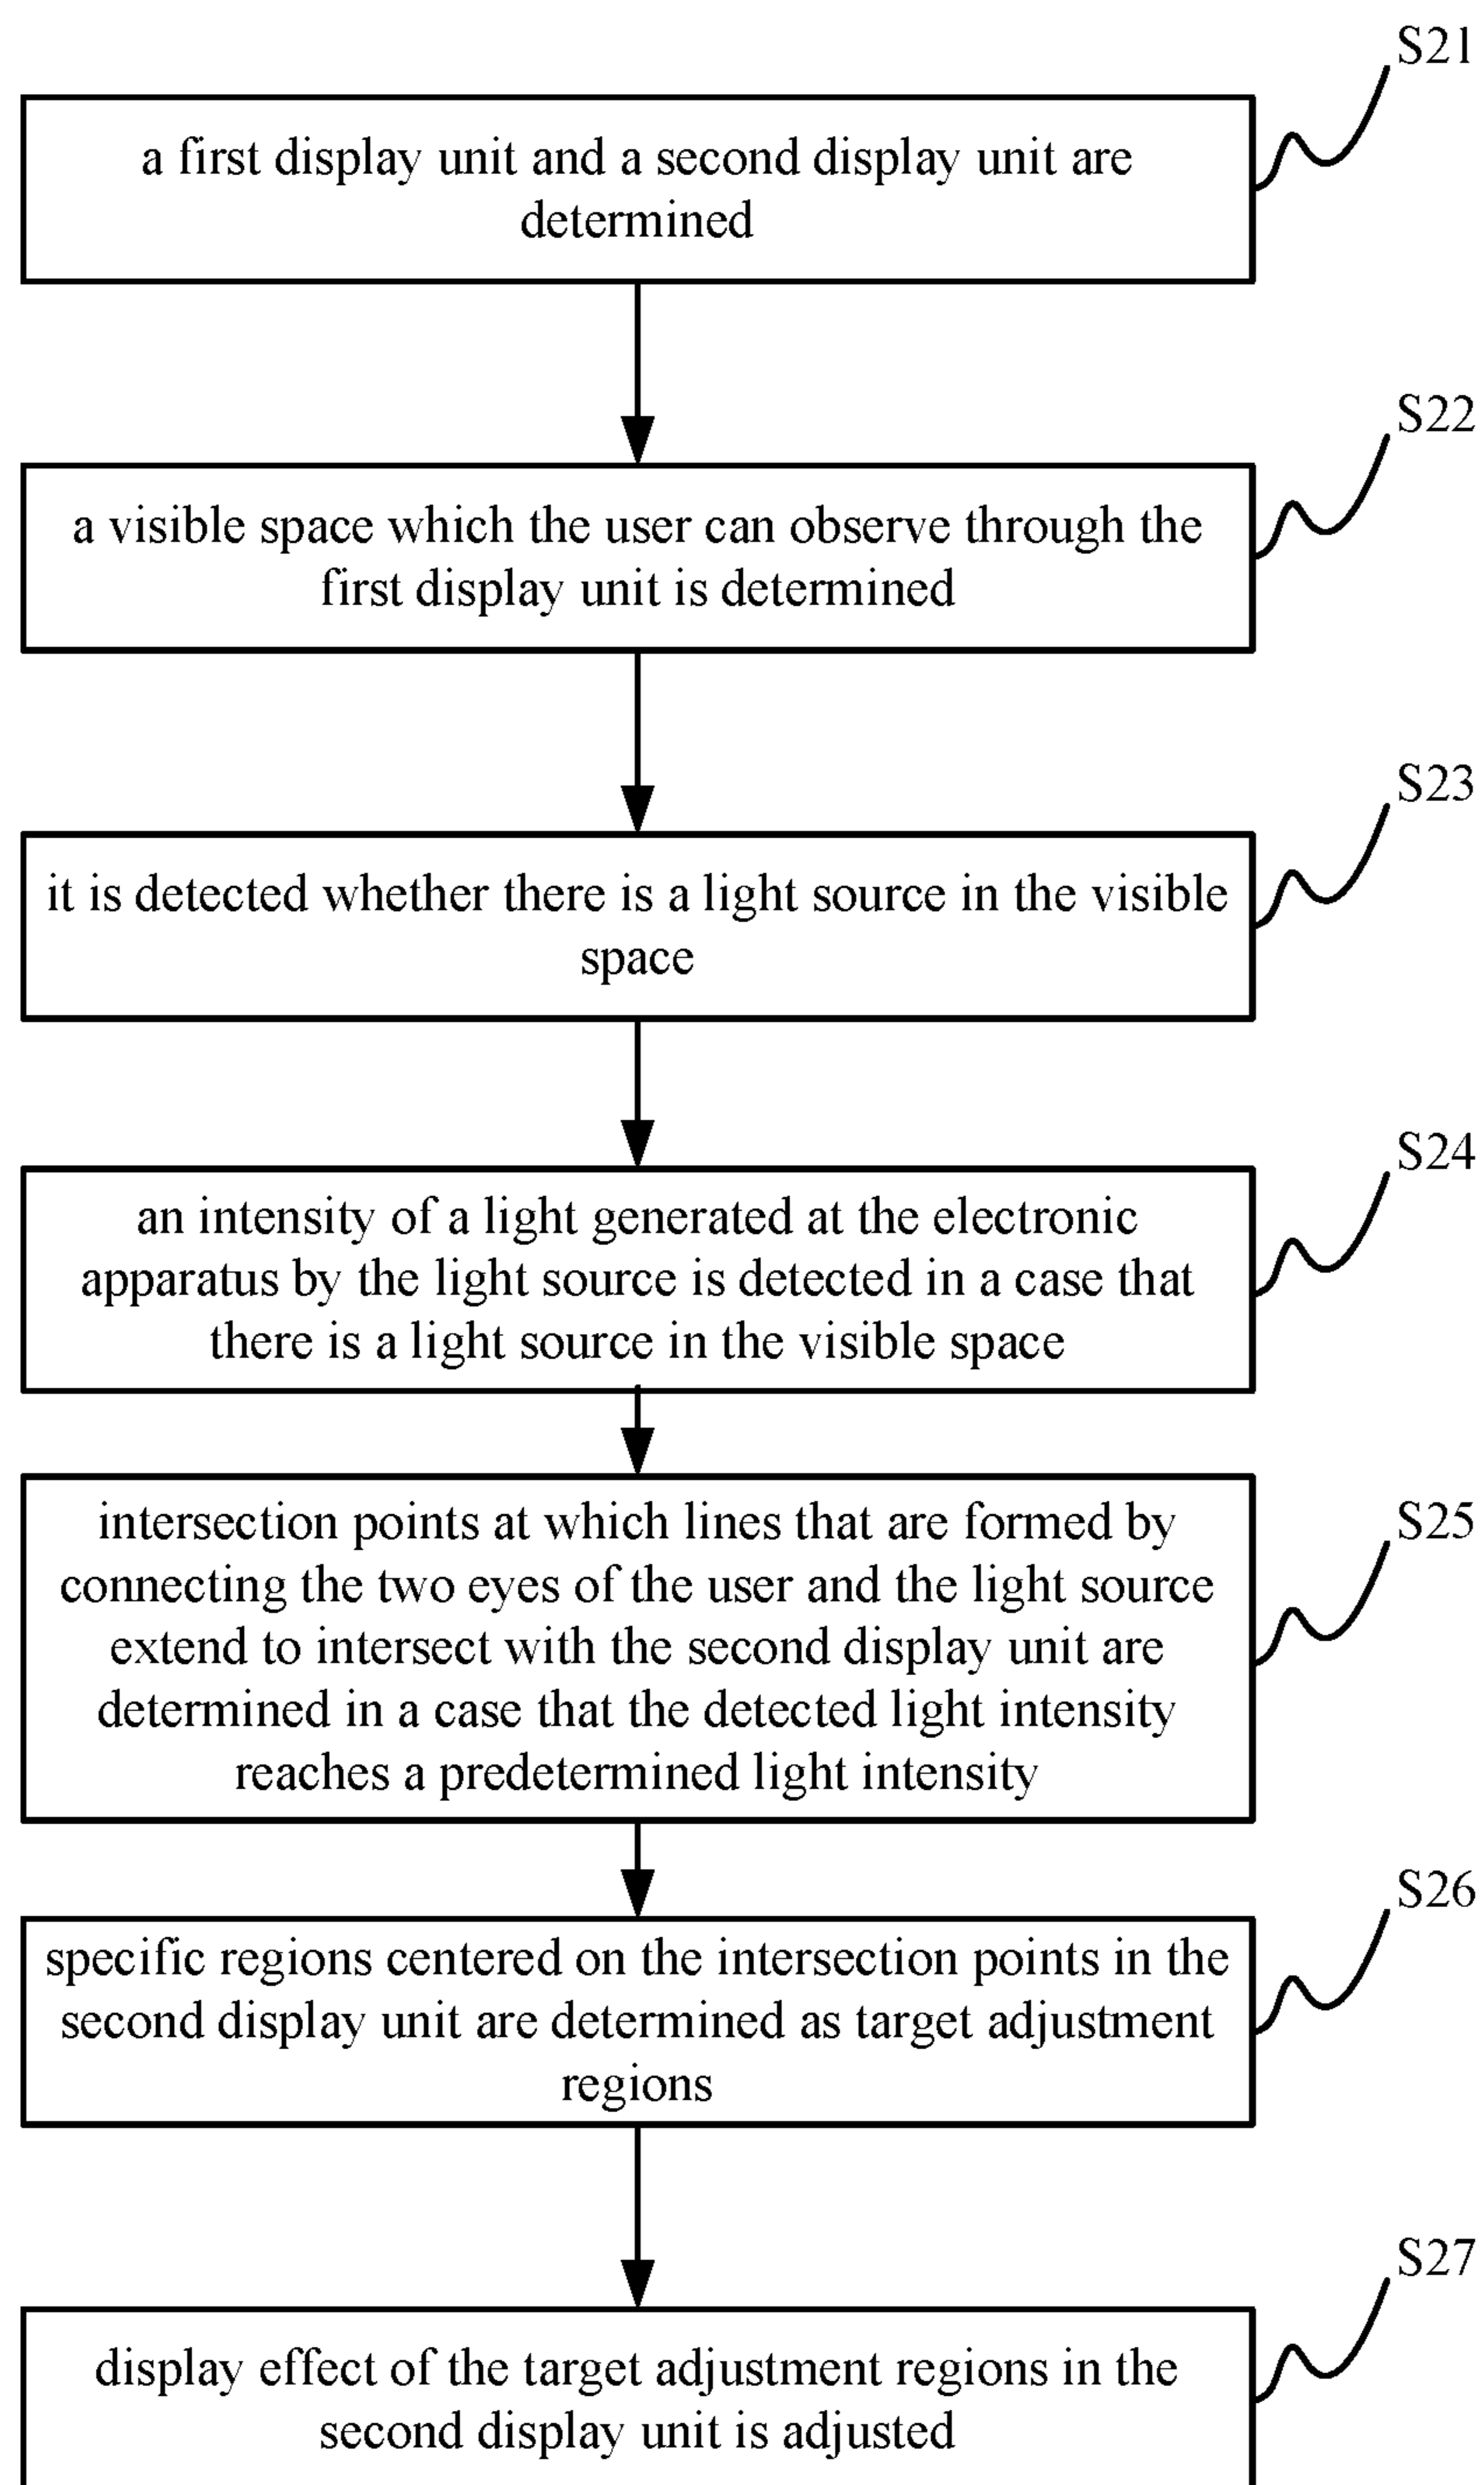 S21
a first display unit and a second display unit are
determined
S22
a visible space which the user can observe through the
first display unit is determined
S23
it is detected whether there is a light source in the visible
space
S24
an intensity of a light generated at the electronic
apparatus by the light source is detected in a case that
there is a light source in the visible space
S25
intersection points at which lines that are formed by
connecting the two eyes of the user and the light source
extend to intersect with the second display unit are
determined in a case that the detected light intensity
reaches a predetermined light intensity
S26
specific regions centered on the intersection points in the
second display unit are determined as target adjustment
regions
S27
display effect of the target adjustment regions in the
second display unit is adjusted